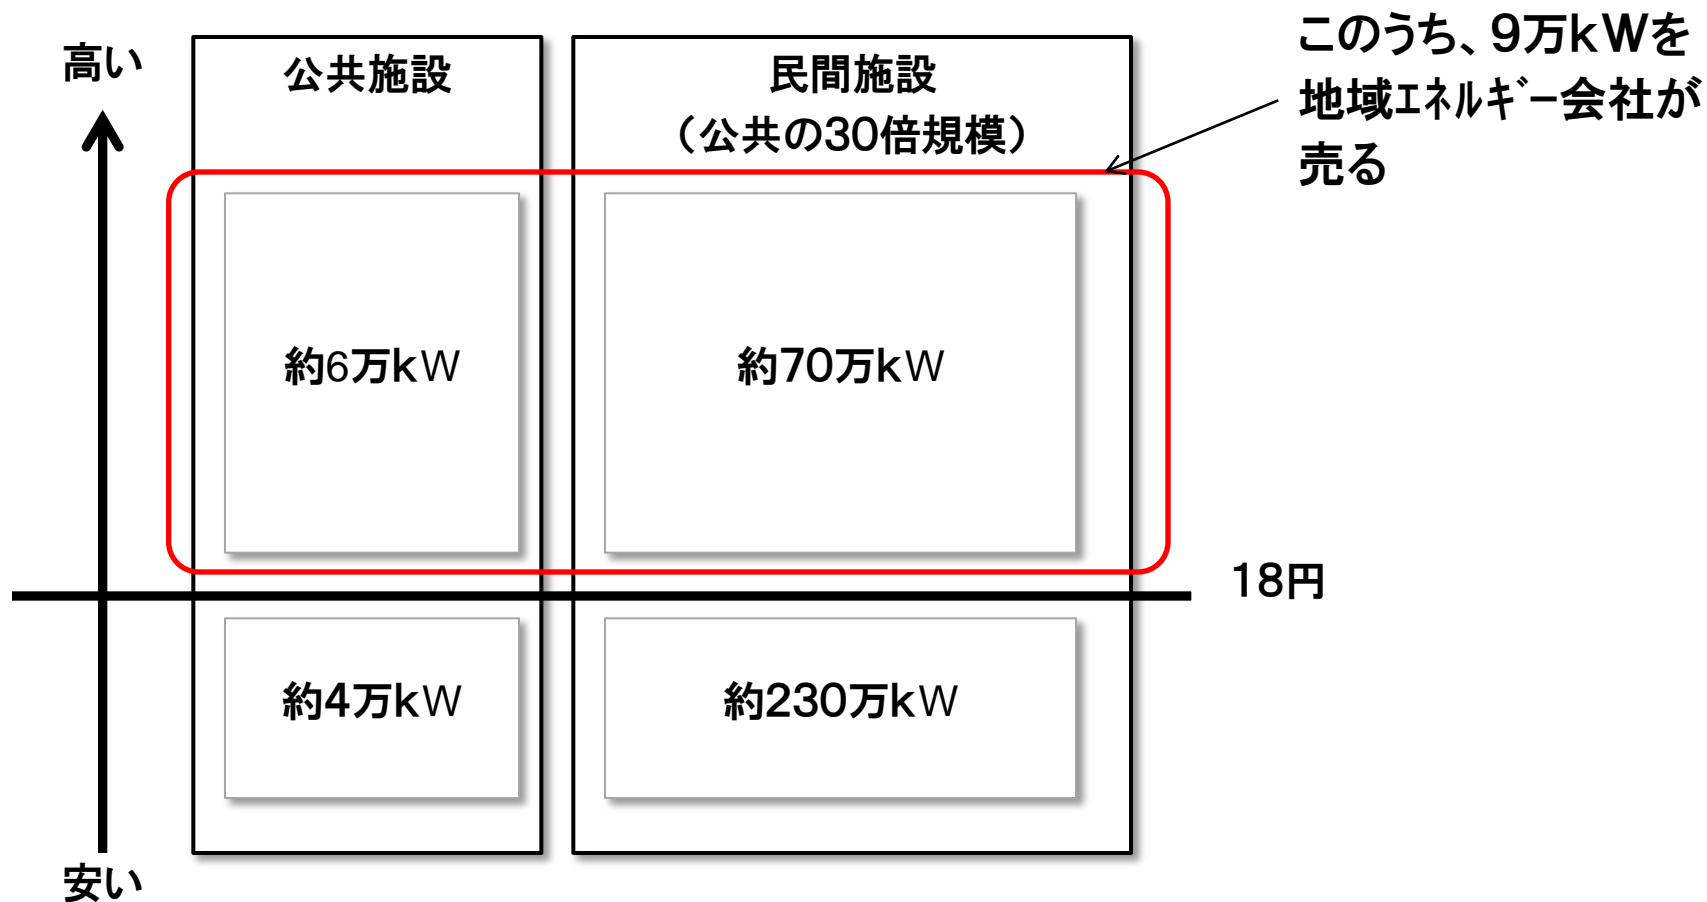 高い
公共施設
民間施設
（公共の30倍規模）
このうち、9万kWを
地域ｴﾈﾙｷﾞｰ会社が
売る
約6万kW
約70万kW
18円
約4万kW
約230万kW
安い